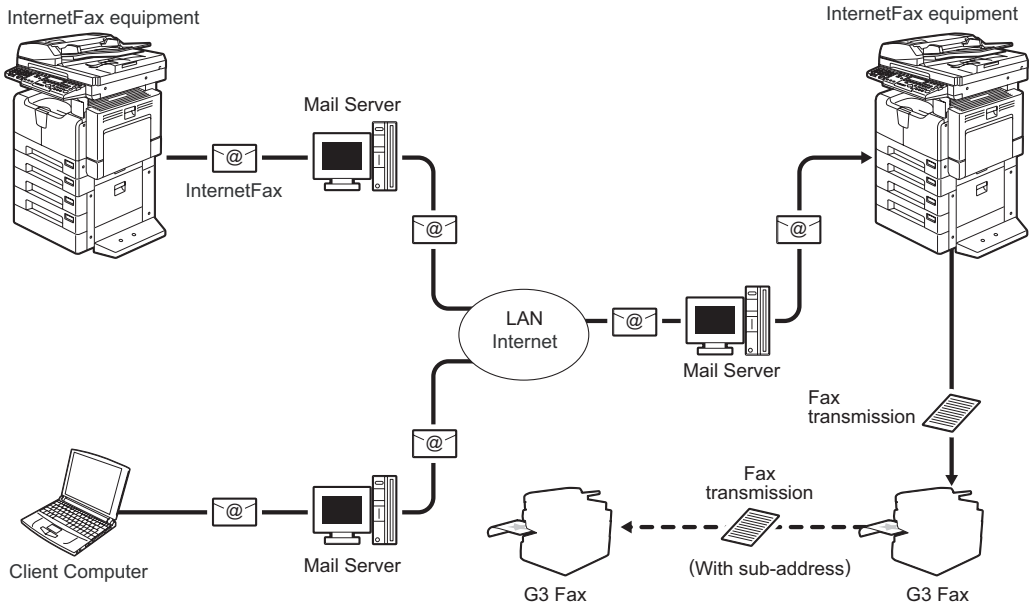 InternetFax equipment
InternetFax equipment
Mail Server
@
InternetFax
@
@
LAN
Internet
@
Mail Server
Fax
transmission
@
Fax
transmission
@
Client Computer
Mail Server
(With sub-address)
G3 Fax
G3 Fax